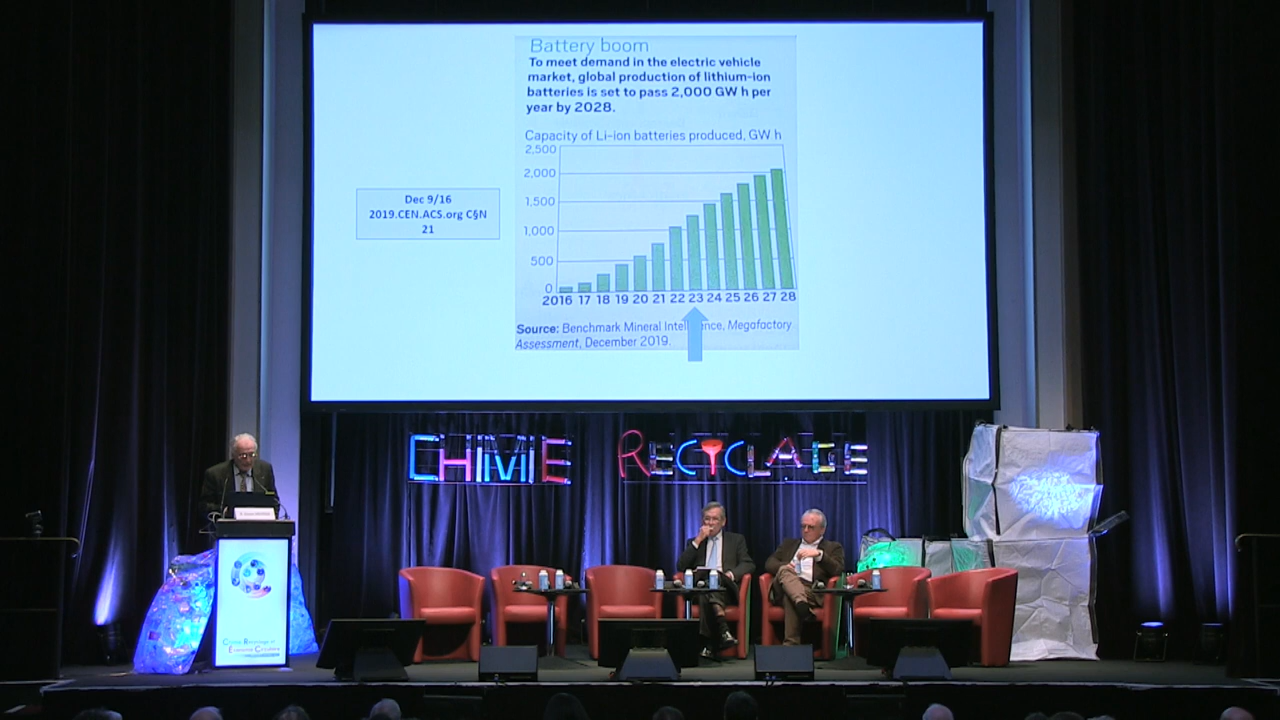 Battery boom
To meet demand in the electric vehicle
market, global production of lithium-ion
batteries is set to pass 2,000 GW h per
year by 2028.
Capacity of Li-ion batteries produced, GW h
2,500
2,000
1,500
1,000
500
0
2016 17 18 19 20 21 22 23 24 25 26 27 28
Source: Benchmark Mineral ence, Megafactory
Assessment, December 2019.
Dec 9/16
2019.CEN.ACS.org C§N
21
CHIMIE RECYCLAGE